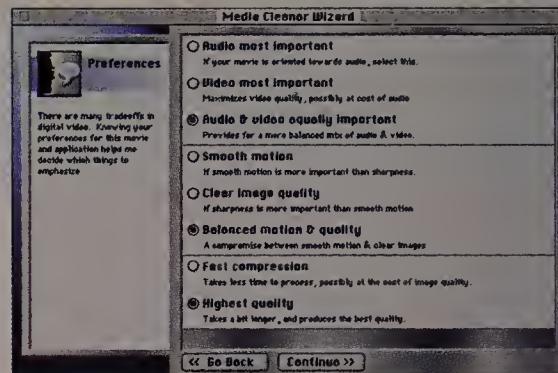 Media Cleaner Wizard
Preferences
There are many tradeoffs in
digital video. Knowing your
preferences for this movie
and application helps me
decide which things to
emphasize
Audio most important
If your movie is oriented towards audio, select this.
Video most important
Maximizes video quality, possibly at cost of audio
Audio & video equally important
Provides for a more balanced mix of audio & video.
Smooth motion
If smooth motion is more important than sharpness.
Clear image quality
If sharpness is more important than smooth motion
Balanced motion & quality
A compromise between smooth motion & clear images
Fast compression
Takes less time to process, possibly at the cost of image quality.
Highest quality
Takes a bit longer, and produces the best quality.
<< Go Back
Continue >>